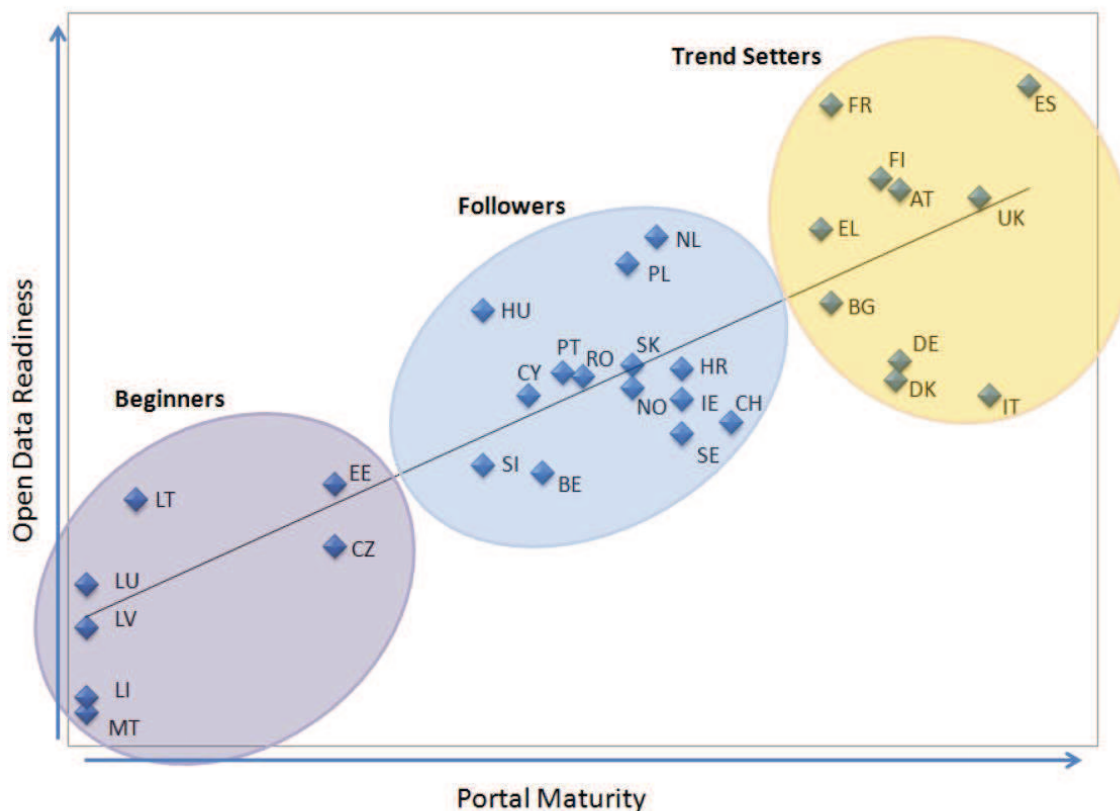 Trend Setters
ES
FR
FI
AT
UK
Followers
EL
NL
PL
BG
HU
SK
DE
PT
RO
HR
DK
CY
NO
IE
CH
IT
Beginners
SE
SI
BE
EE
LT
CZ
LU
LV
LI
MT
Open Data Readiness
Portal Maturity